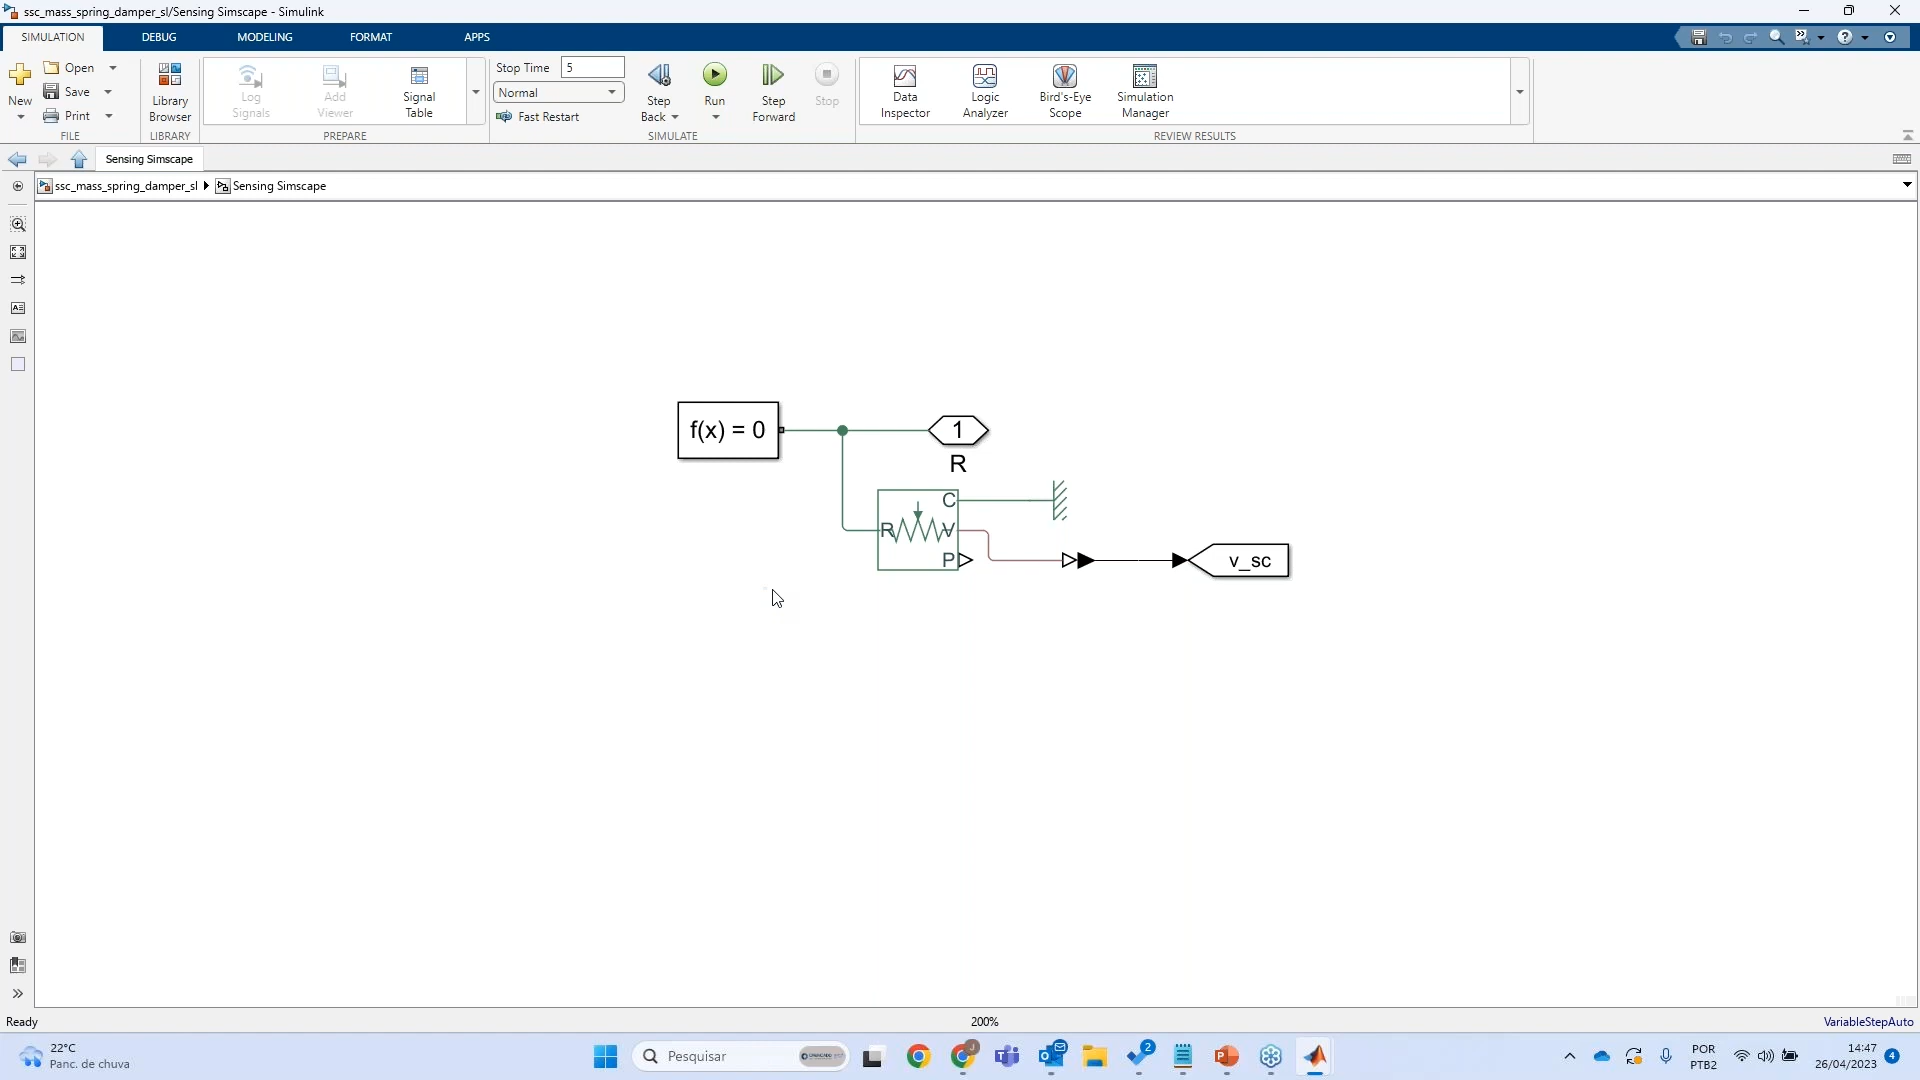 ssc_mass_spring_damper_sl/Sensing Simscape - Simulink
SIMULATION
DEBUG
MODELING
FORMAT
APPS
New
Open
Save
Print
FILE
Library
Browser
LIBRARY
Log
Signals
Add
Viewer
Signal
Table
PREPARE
Stop Time 5
Normal
Fast Restart
Step
Back
Run
Step
Forward
Stop
SIMULATE
Data
Inspector
Logic
Analyzer
Bird's-Eye
Scope
Simulation
Manager
REVIEW RESULTS
Sensing Simscape
ssc_mass_spring_damper_sl
Sensing Simscape
f(x) = 0
1
R
C
R
V
P
v_sc
Ready
200%
VariableStepAuto
22°C
Panc. de chuva
Pesquisar
J
2
POR
PTB2
14:47
26/04/2023
4